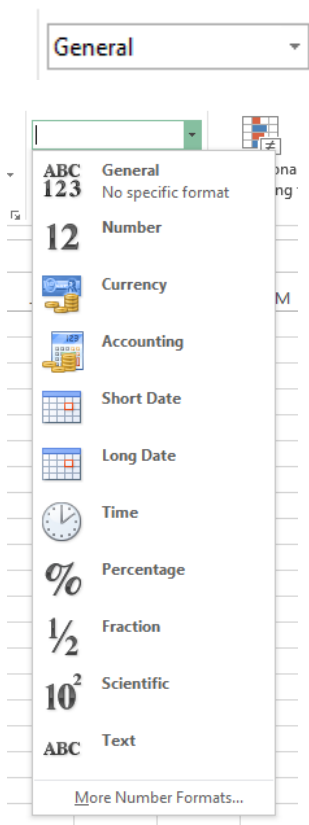 General
ABC
123
General
No specific format
12
Number
Currency
Accounting
Short Date
Long Date
Time
%
Percentage
1/2
Fraction
10²
Scientific
ABC
Text
More Number Formats...
M